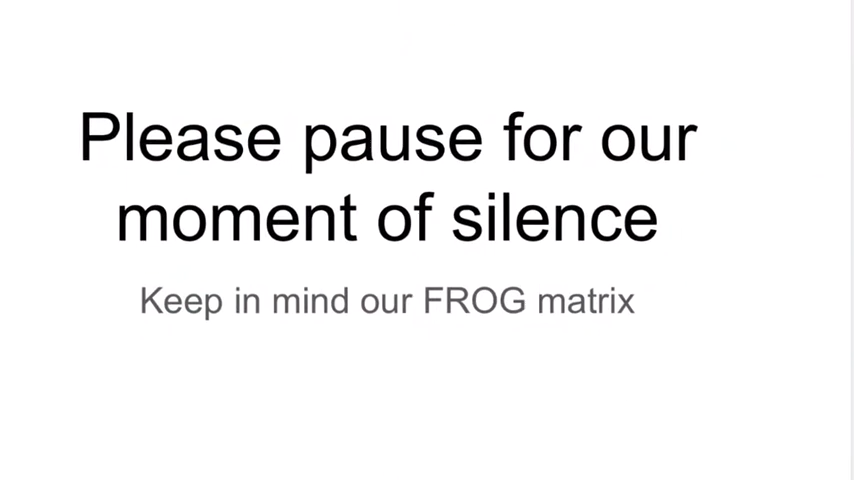 Please pause for our
moment of silence
Keep in mind our FROG matrix